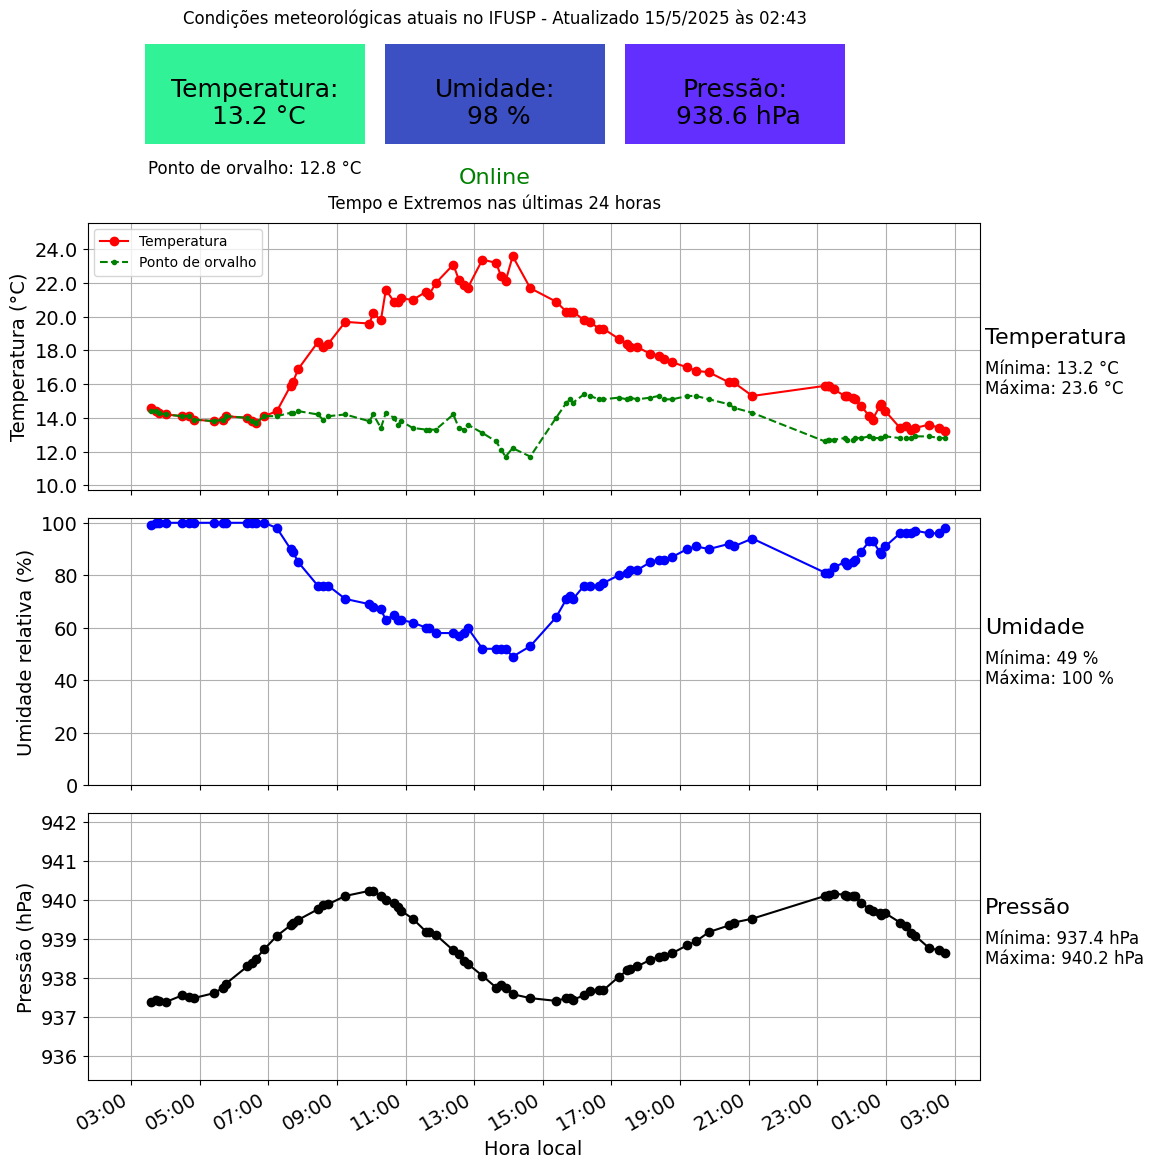 Condições meteorológicas atuais no IFUSP - Atualizado 15/5/2025 às 02:43
Temperatura:
13.2 °C
Umidade:
98 %
Pressão:
938.6 hPa
Ponto de orvalho: 12.8 °C
Online
Tempo e Extremos nas últimas 24 horas
Temperatura
Ponto de orvalho
Temperatura (°C)
24.0
22.0
20.0
18.0
16.0
14.0
12.0
10.0
Temperatura
Mínima: 13.2 °C
Máxima: 23.6 °C
Umidade relativa (%)
100
80
60
40
20
0
Umidade
Mínima: 49 %
Máxima: 100 %
Pressão (hPa)
942
941
940
939
938
937
936
Pressão
Mínima: 937.4 hPa
Máxima: 940.2 hPa
03:00 05:00 07:00 09:00 11:00 13:00 15:00 17:00 19:00 21:00 23:00 01:00 03:00
Hora local